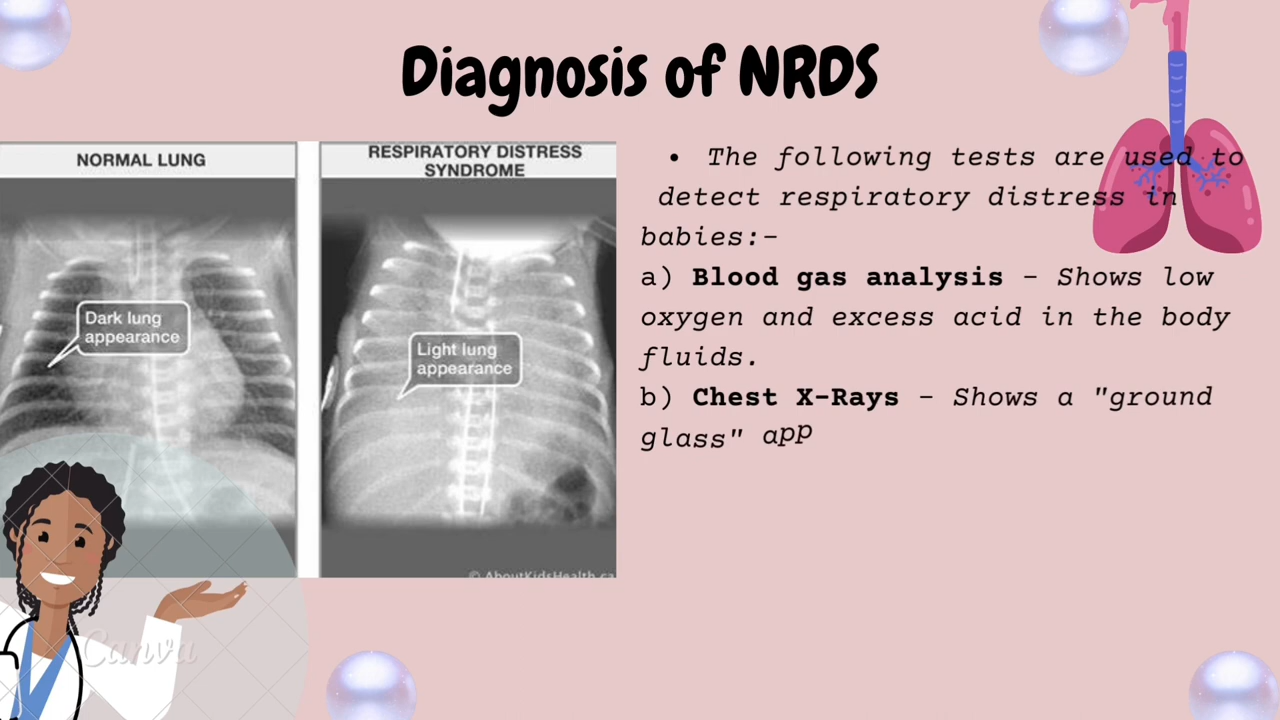 Diagnosis of NRDS
NORMAL LUNG
Dark lung
appearance
RESPIRATORY DISTRESS
SYNDROME
Light lung
appearance
© AboutKidsHealth.ca
• The following tests are used to
detect respiratory distress in
babies:-
a) Blood gas analysis - Shows low
oxygen and excess acid in the body
fluids.
b) Chest X-Rays - Shows a "ground
glass" app
Canva